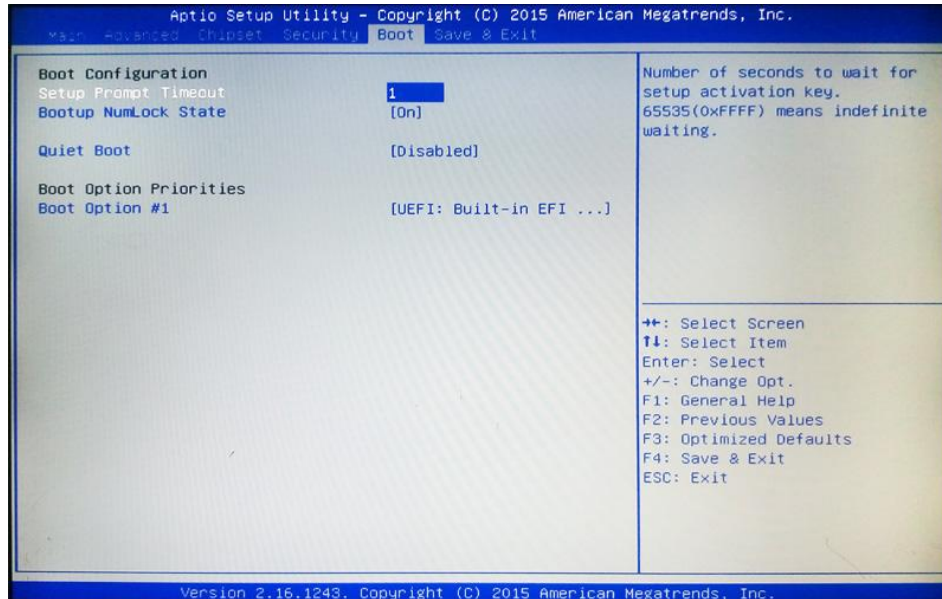 Aptio Setup Utility – Copyright (C) 2015 American Megatrends, Inc.
Main Advanced Chipset Security Boot Save & Exit
Boot Configuration
Setup Prompt Timeout 1
Bootup NumLock State [On]
Quiet Boot [Disabled]
Boot Option Priorities
Boot Option #1 [UEFI: Built-in EFI ...]
Number of seconds to wait for
setup activation key.
65535(0xFFFF) means indefinite
waiting.
→←: Select Screen
↑↓: Select Item
Enter: Select
+/-: Change Opt.
F1: General Help
F2: Previous Values
F3: Optimized Defaults
F4: Save & Exit
ESC: Exit
Version 2.16.1243. Copyright (C) 2015 American Megatrends, Inc.